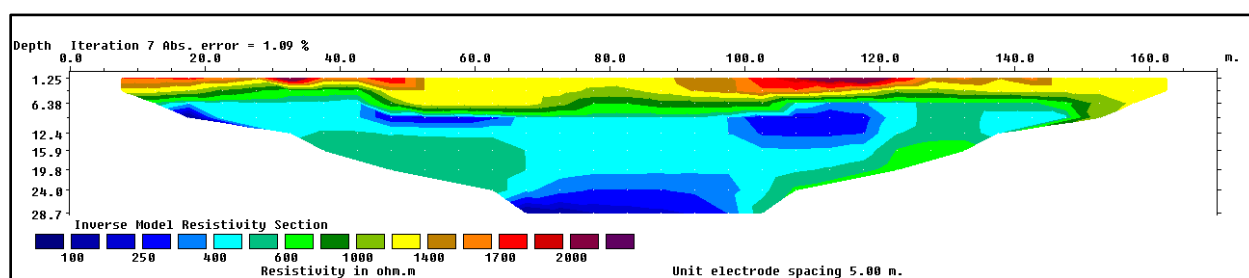 Depth Iteration 7 Abs. error = 1.09 %
0.0 20.0 40.0 60.0 80.0 100.0 120.0 140.0 160.0 m.
1.25
6.38
12.4
15.9
19.8
24.0
28.7
Inverse Model Resistivity Section
100 250 400 600 1000 1400 1700 2000
Resistivity in ohm.m Unit electrode spacing 5.00 m.